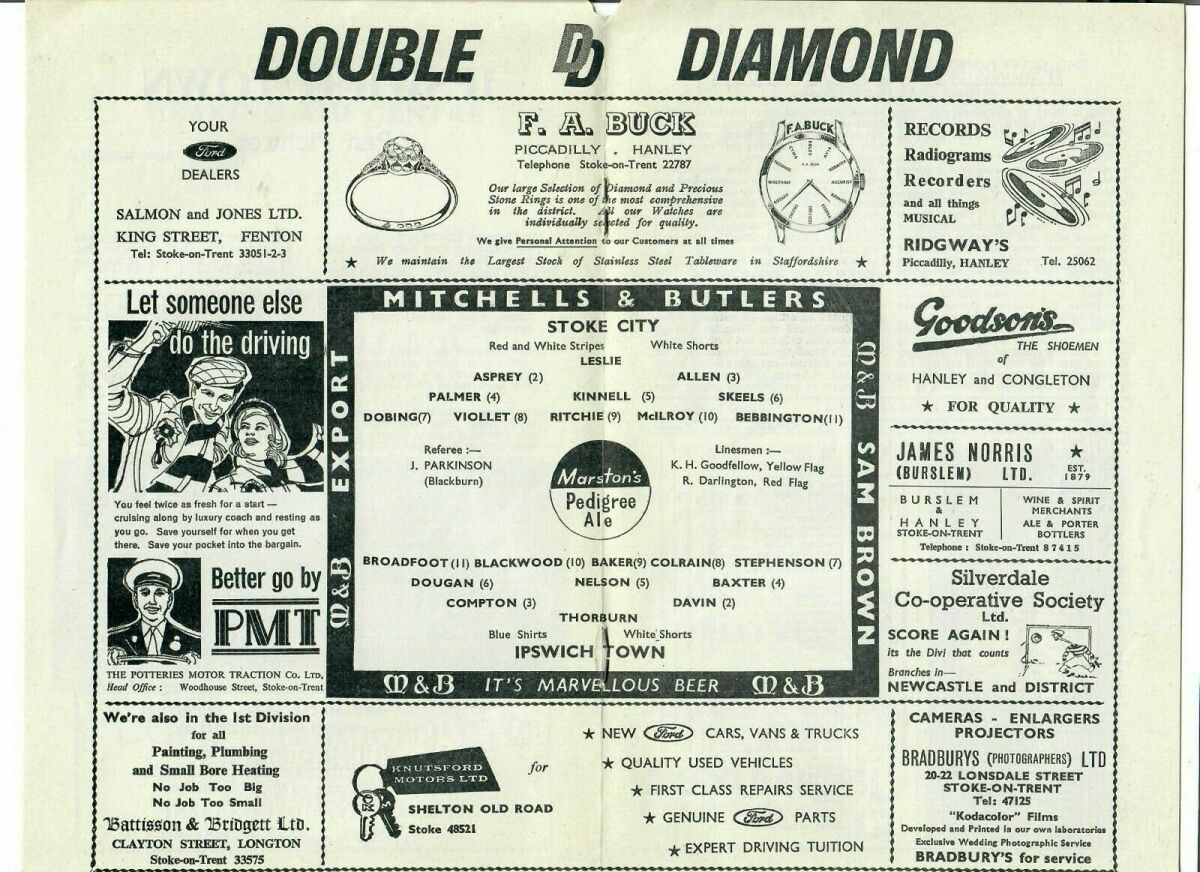 DOUBLE DD DIAMOND
YOUR
Ford
DEALERS
SALMON and JONES LTD.
KING STREET, FENTON
Tel: Stoke-on-Trent 33051-2-3
F. A. BUCK
PICCADILLY . HANLEY
Telephone Stoke-on-Trent 22787
Our large Selection of Diamond and Precious
Stone Rings is one of the most comprehensive
in the district. All our Watches are
individually selected for quality.
We give Personal Attention to our Customers at all times
★ We maintain the Largest Stock of Stainless Steel Tableware in Staffordshire ★
F.A.BUCK
F.A. BUCK
WALTHAM
ACCURIST
RECORDS
Radiograms
Recorders
and all things
MUSICAL
RIDGWAY'S
Piccadilly, HANLEY Tel. 25062
Let someone else
do the driving
You feel twice as fresh for a start —
cruising along by luxury coach and resting as
you go. Save yourself for when you get
there. Save your pocket into the bargain.
Better go by
PMT
THE POTTERIES MOTOR TRACTION Co. LTD.
Head Office : Woodhouse Street, Stoke-on-Trent
MITCHELLS & BUTLERS
M&B EXPORT
STOKE CITY
Red and White Stripes White Shorts
LESLIE
ASPREY (2) ALLEN (3)
PALMER (4) KINNELL (5) SKEELS (6)
DOBING(7) VIOLLET (8) RITCHIE (9) McILROY (10) BEBBINGTON(11)
Referee :—
J. PARKINSON
(Blackburn)
Marston's
Pedigree
Ale
Linesmen :—
K. H. Goodfellow, Yellow Flag
R. Darlington, Red Flag
BROADFOOT(11) BLACKWOOD (10) BAKER(9) COLRAIN(8) STEPHENSON (7)
DOUGAN (6) NELSON (5) BAXTER (4)
COMPTON (3) DAVIN (2)
THORBURN
Blue Shirts White Shorts
IPSWICH TOWN
M&B SAM BROWN
M&B IT'S MARVELLOUS BEER M&B
Goodson's
THE SHOEMEN
of
HANLEY and CONGLETON
★ FOR QUALITY ★
JAMES NORRIS
(BURSLEM) LTD.
★
EST.
1879
BURSLEM
&
HANLEY
STOKE-ON-TRENT
WINE & SPIRIT
MERCHANTS
ALE & PORTER
BOTTLERS
Telephone : Stoke-on-Trent 87415
Silverdale
Co-operative Society
Ltd.
SCORE AGAIN!
its the Divi that counts
Branches in—
NEWCASTLE and DISTRICT
We're also in the 1st Division
for all
Painting, Plumbing
and Small Bore Heating
No Job Too Big
No Job Too Small
Battisson & Bridgett Ltd.
CLAYTON STREET, LONGTON
Stoke-on-Trent 33575
KNUTSFORD
MOTORS LTD
for
SHELTON OLD ROAD
Stoke 48521
★ NEW Ford CARS, VANS & TRUCKS
★ QUALITY USED VEHICLES
★ FIRST CLASS REPAIRS SERVICE
★ GENUINE Ford PARTS
★ EXPERT DRIVING TUITION
CAMERAS - ENLARGERS
PROJECTORS
BRADBURYS (PHOTOGRAPHERS) LTD
20-22 LONSDALE STREET
STOKE-ON-TRENT
Tel: 47125
"Kodacolor" Films
Developed and Printed in our own laboratories
Exclusive Wedding Photographic Service
BRADBURY'S for service